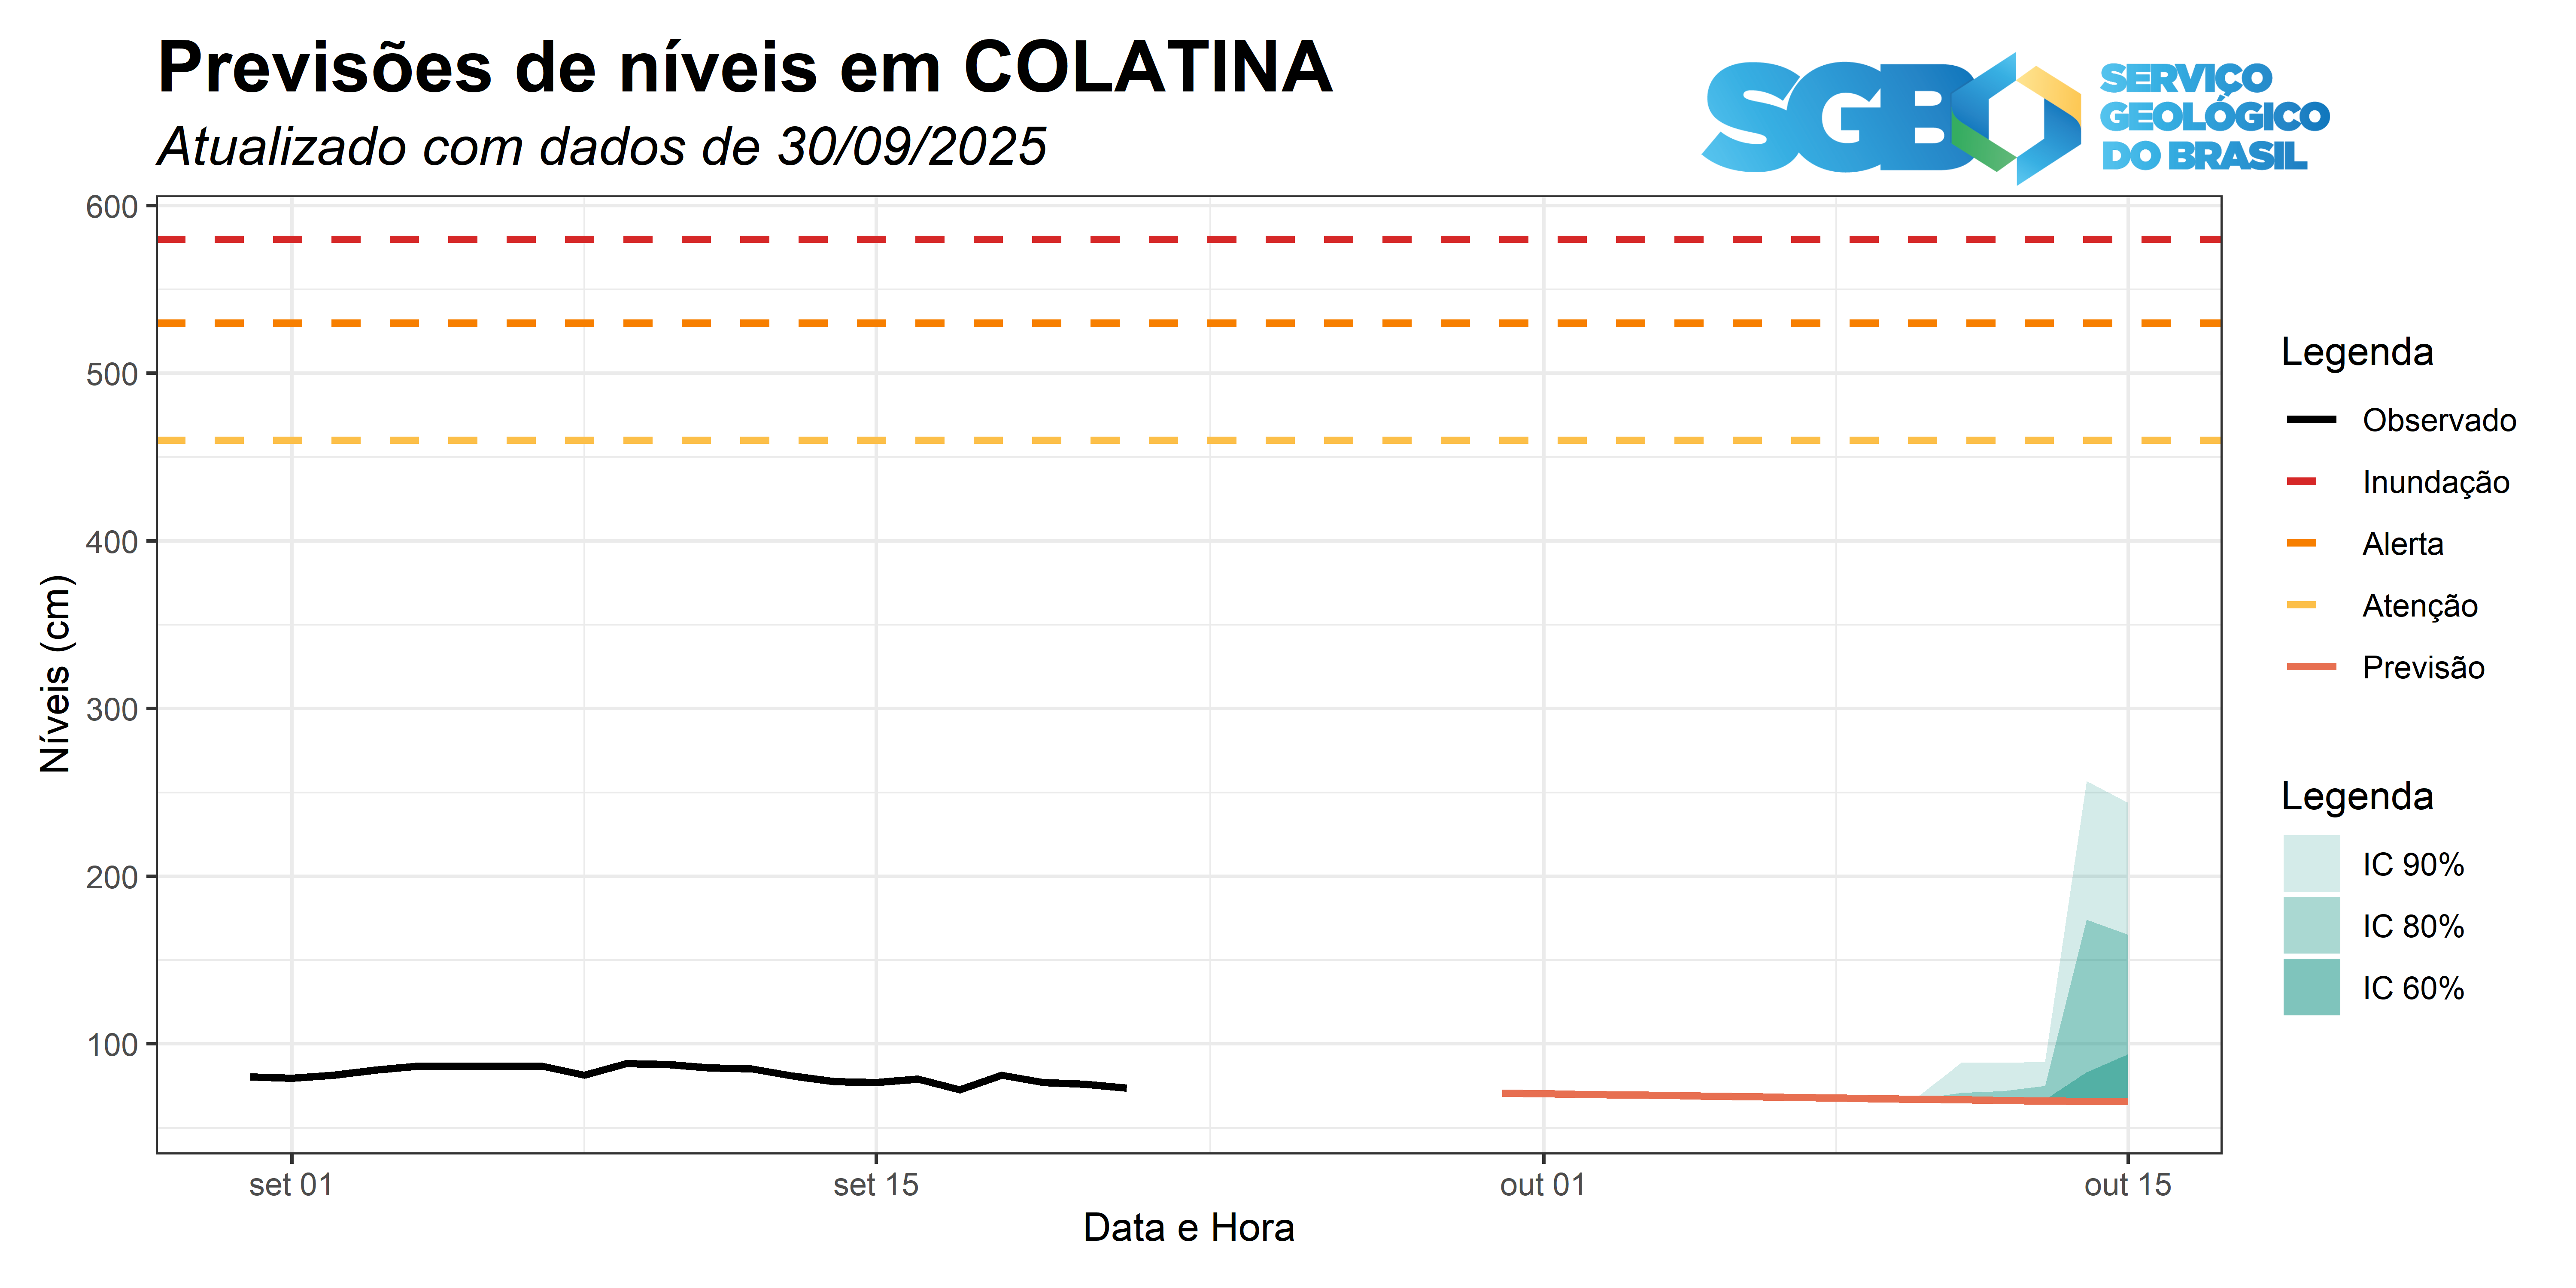 Previsões de níveis em COLATINA
Atualizado com dados de 30/09/2025
SGB
SERVIÇO
GEOLÓGICO
DO BRASIL
600
500
400
300
200
100
Níveis (cm)
set 01
set 15
out 01
out 15
Data e Hora
Legenda
Observado
Inundação
Alerta
Atenção
Previsão
Legenda
IC 90%
IC 80%
IC 60%